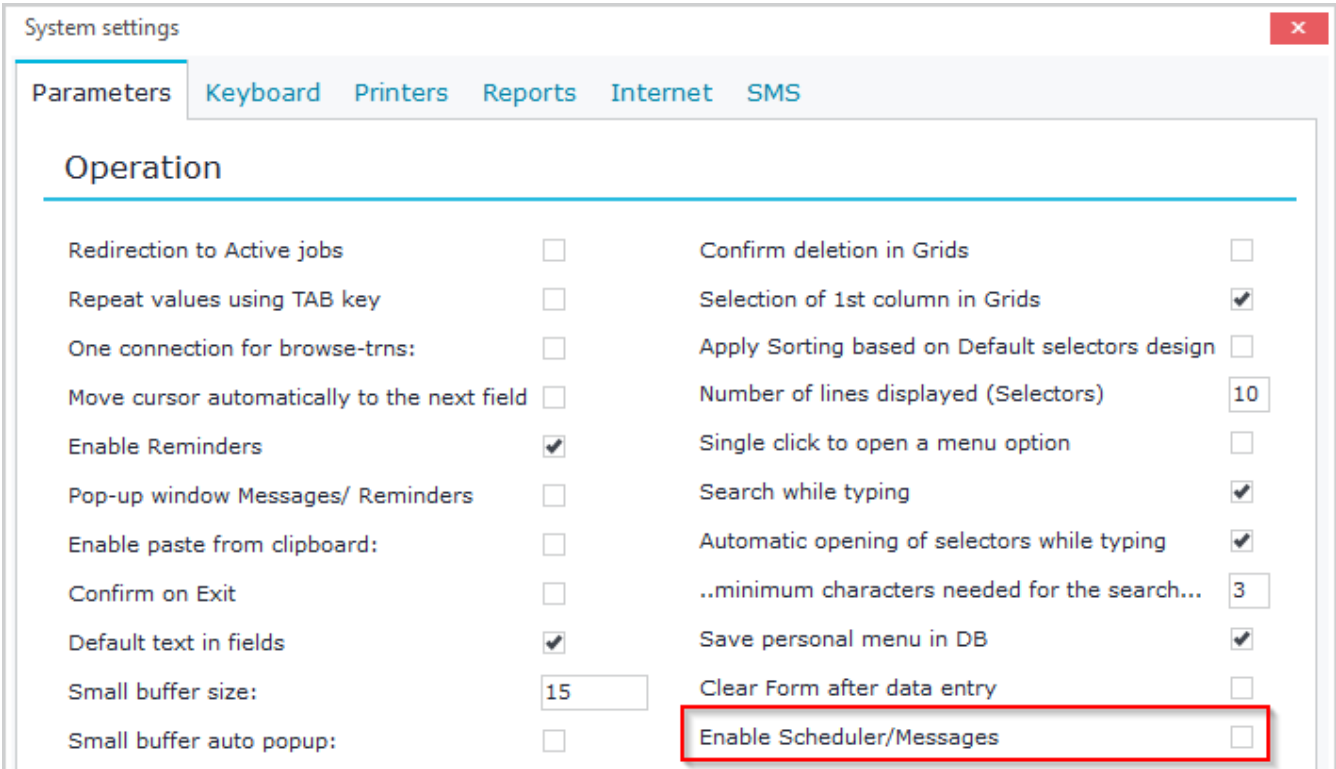 System settings
Parameters Keyboard Printers Reports Internet SMS
Operation
Redirection to Active jobs
Repeat values using TAB key
One connection for browse-trns:
Move cursor automatically to the next field
Enable Reminders
Pop-up window Messages/ Reminders
Enable paste from clipboard:
Confirm on Exit
Default text in fields
Small buffer size: 15
Small buffer auto popup:
Confirm deletion in Grids
Selection of 1st column in Grids
Apply Sorting based on Default selectors design
Number of lines displayed (Selectors) 10
Single click to open a menu option
Search while typing
Automatic opening of selectors while typing
..minimum characters needed for the search... 3
Save personal menu in DB
Clear Form after data entry
Enable Scheduler/Messages